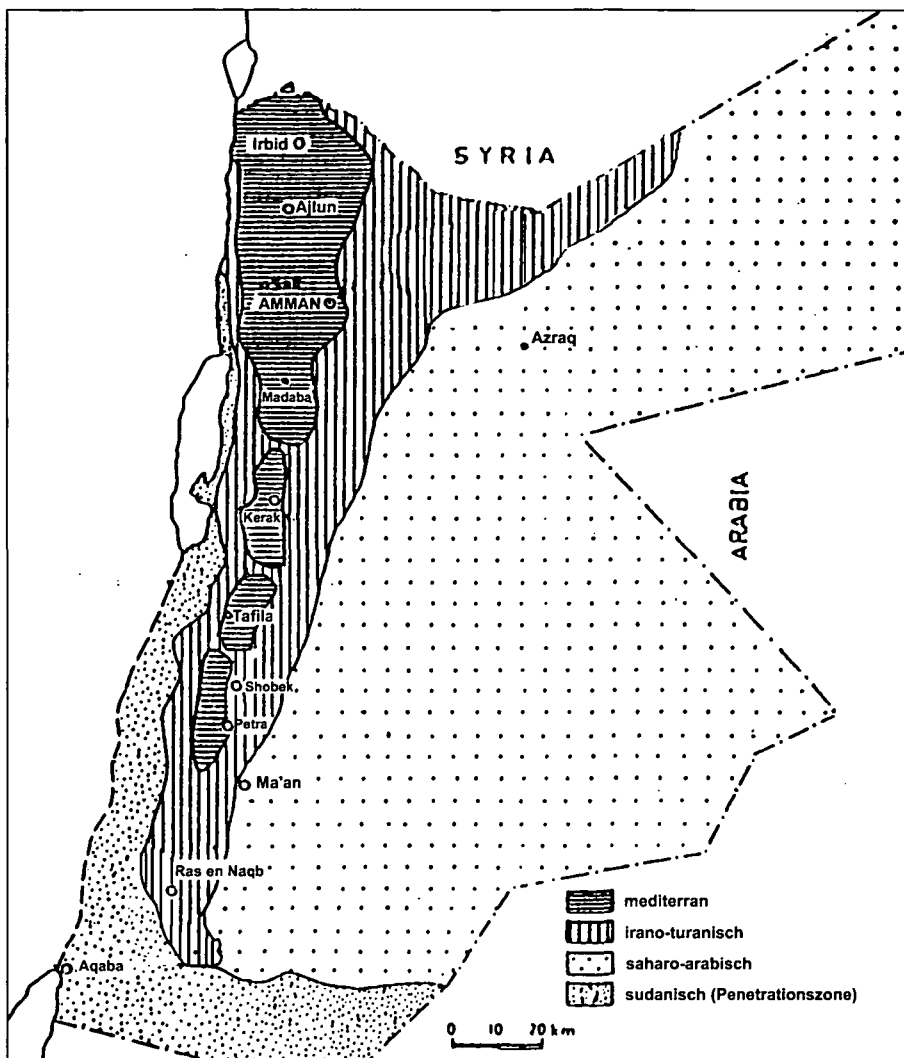 Irbid
SYRIA
Ajlun
Salt
AMMAN
Azraq
Madaba
Kerak
ARABIA
Tafila
Shobek
Petra
Ma'an
Ras en Naqb
Aqaba
mediterran
irano-turanisch
saharo-arabisch
sudanisch (Penetrationszone)
0 10 20 km